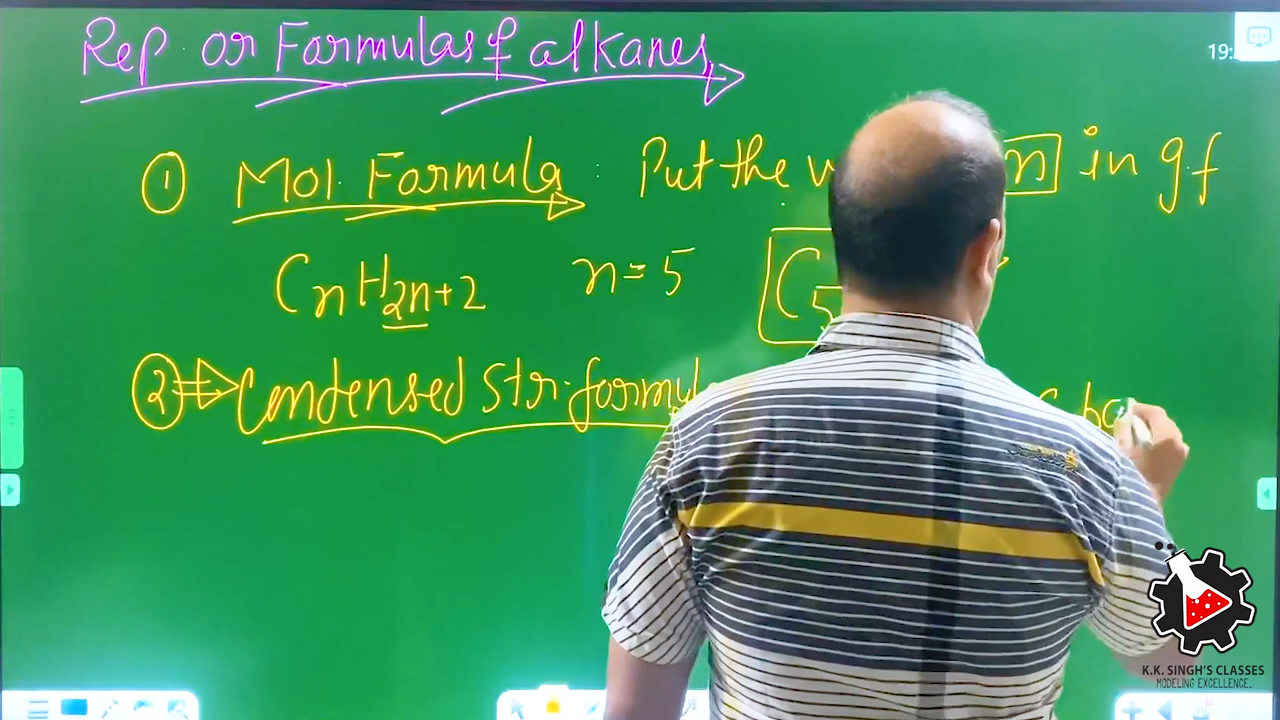 Rep. or Formulas of alkanes
19:
① Mol. Formula : Put the n in g.f
CnH2n+2 n=5 C5
② Condensed Str. formul
K.K. SINGH'S CLASSES
MODELING EXCELLENCE.